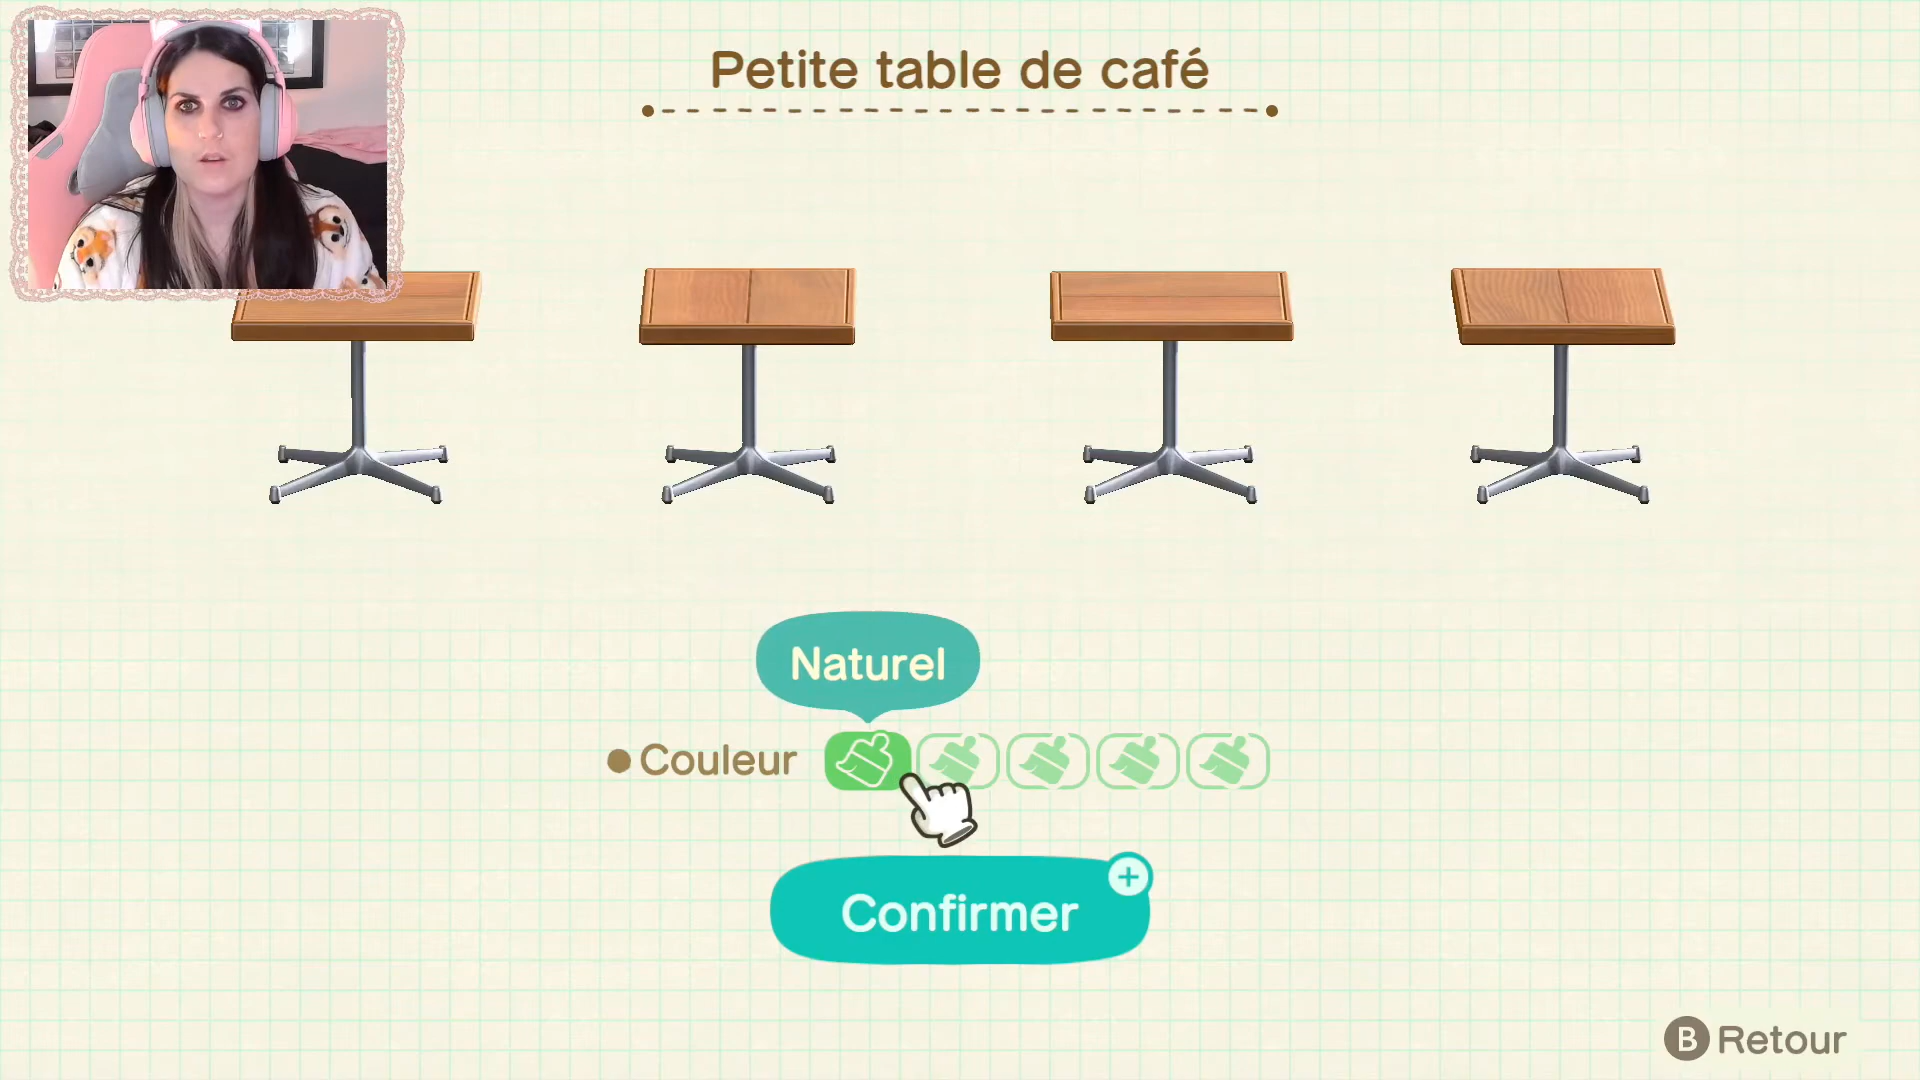 Petite table de café
Naturel
Couleur
Confirmer
B Retour